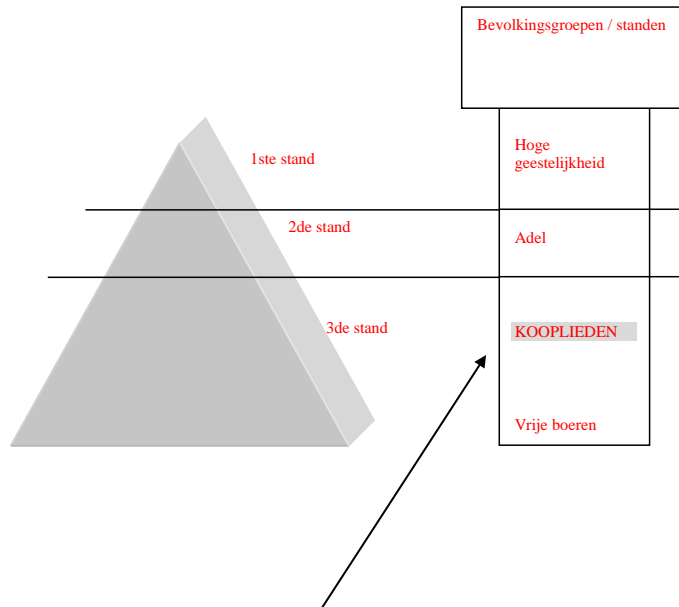 Bevolkingsgroepen / standen
1ste stand
Hoge
geestelijkheid
2de stand
Adel
3de stand
KOOPLIEDEN
Vrije boeren